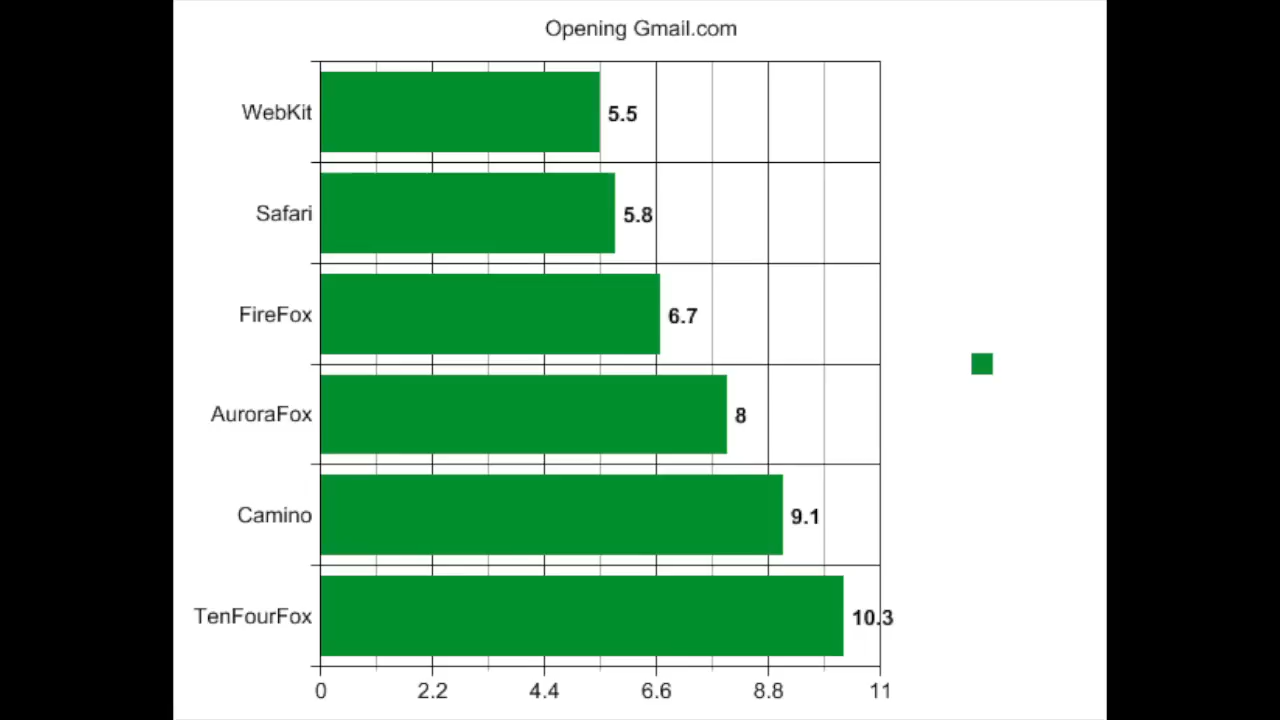 Opening Gmail.com
WebKit
5.5
Safari
5.8
FireFox
6.7
AuroraFox
8
Camino
9.1
TenFourFox
10.3
0 2.2 4.4 6.6 8.8 11